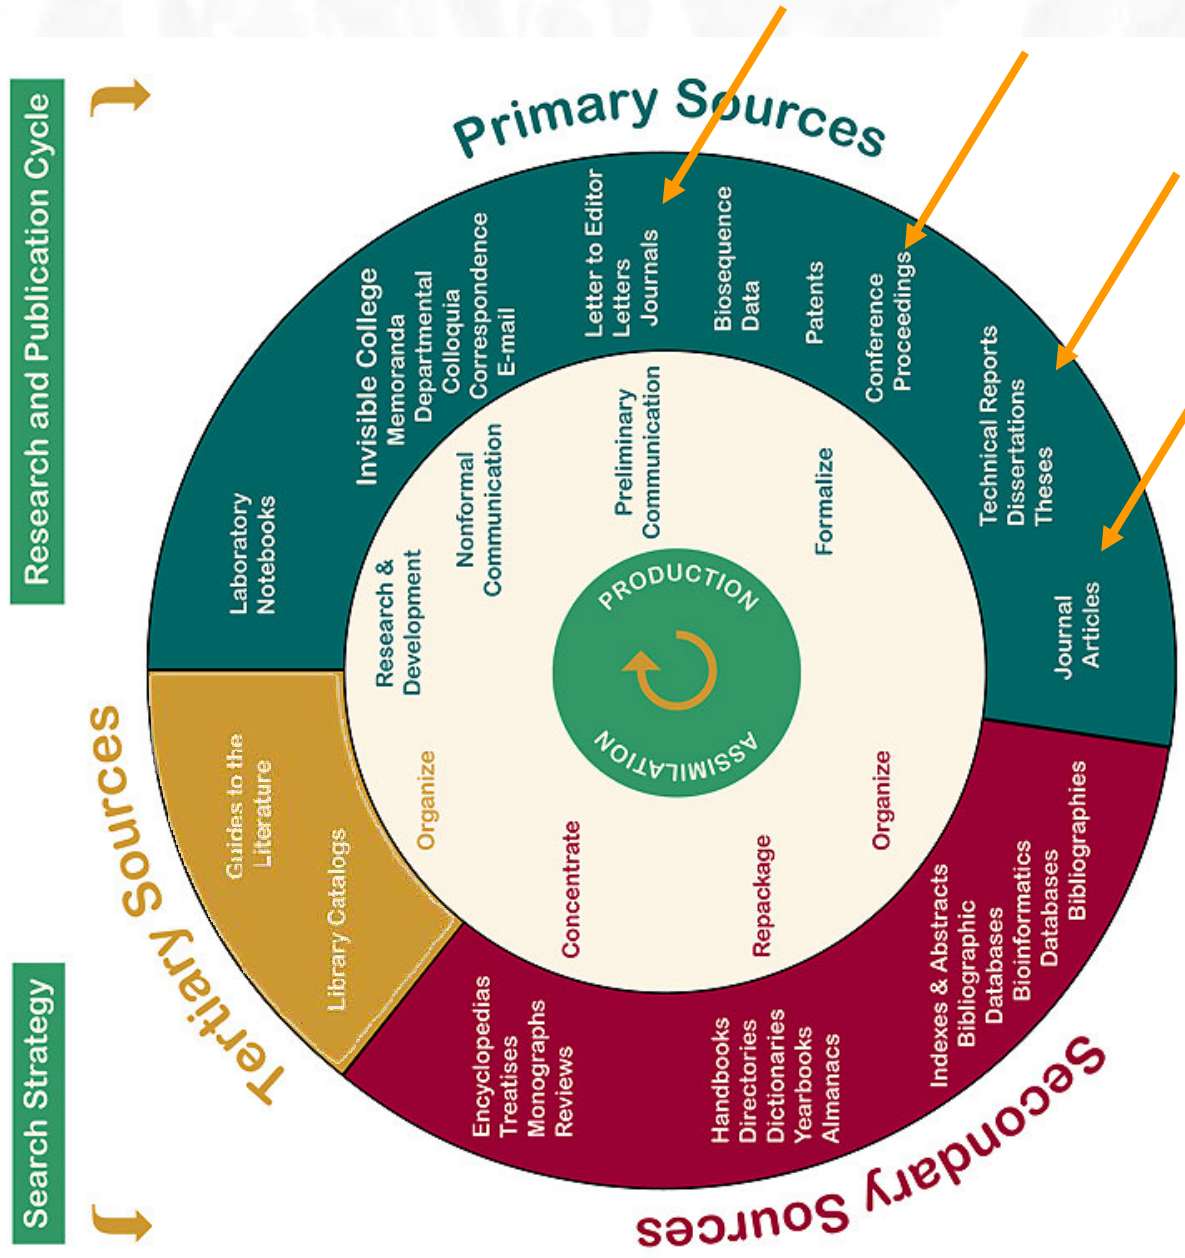 Research and Publication Cycle
Search Strategy
Primary Sources
Laboratory
Notebooks
Invisible College
Memoranda
Departmental
Colloquia
Correspondence
E-mail
Letter to Editor
Letters
Journals
Biosequence
Data
Patents
Conference
Proceedings
Technical Reports
Dissertations
Theses
Journal
Articles
Research &
Development
Nonformal
Communication
Preliminary
Communication
Formalize
PRODUCTION
ASSIMILATION
Organize
Concentrate
Repackage
Organize
Tertiary Sources
Guides to the
Literature
Library Catalogs
Encyclopedias
Treatises
Monographs
Reviews
Handbooks
Directories
Dictionaries
Yearbooks
Almanacs
Indexes & Abstracts
Bibliographic
Databases
Bioinformatics
Databases
Bibliographies
Secondary Sources